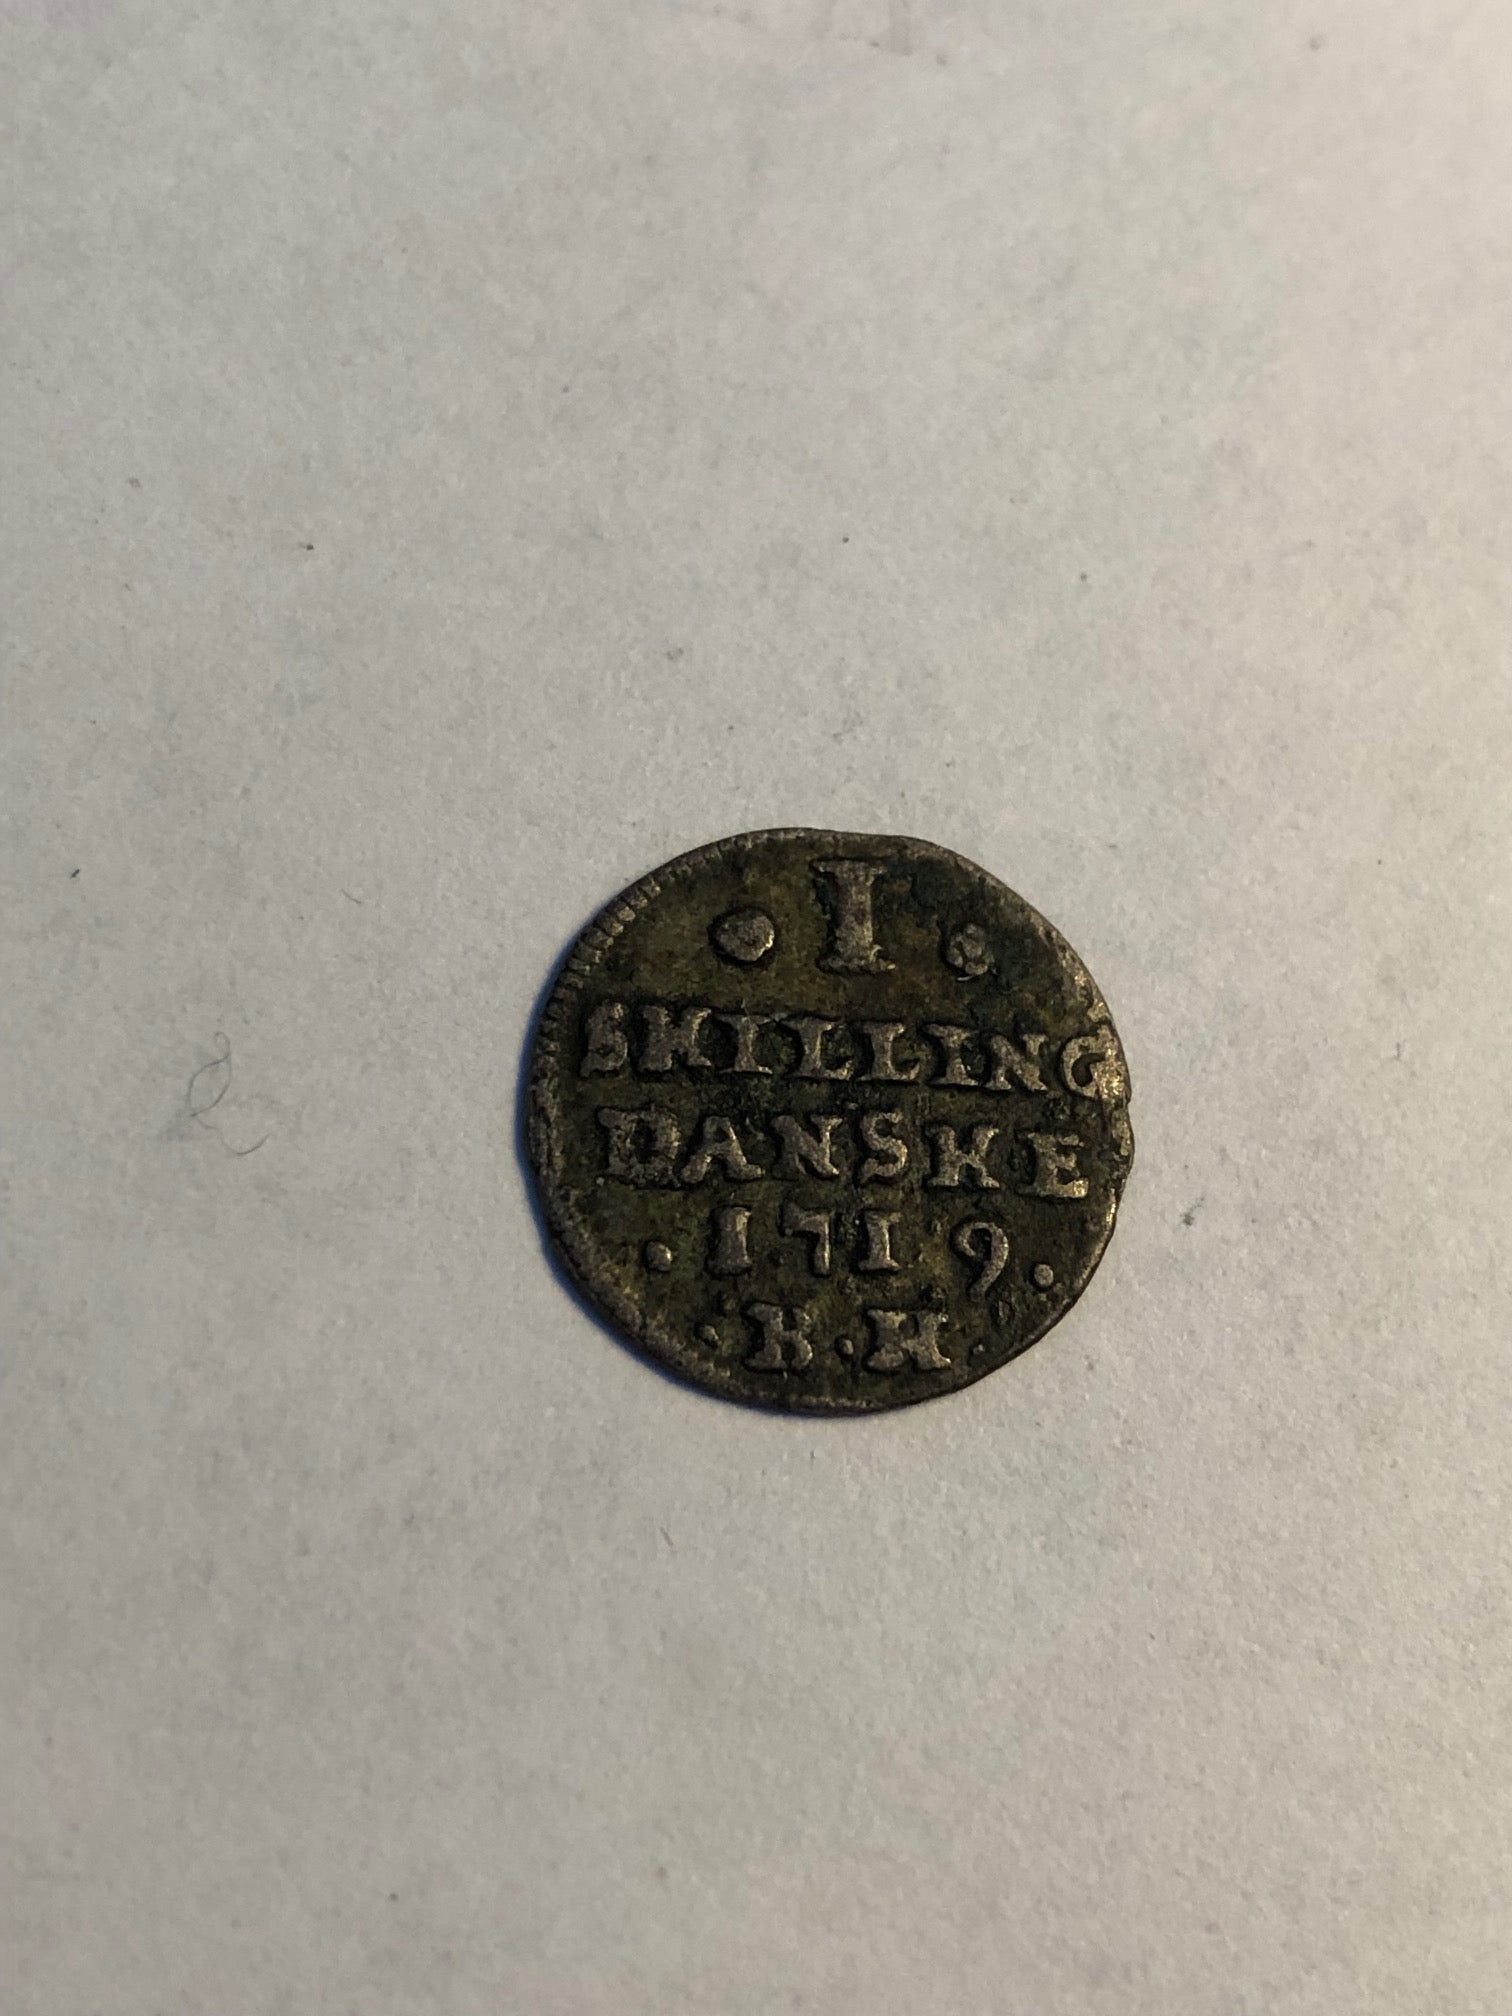 • I •
SKILLING
DANSKE
• 1719 •
• B • H •